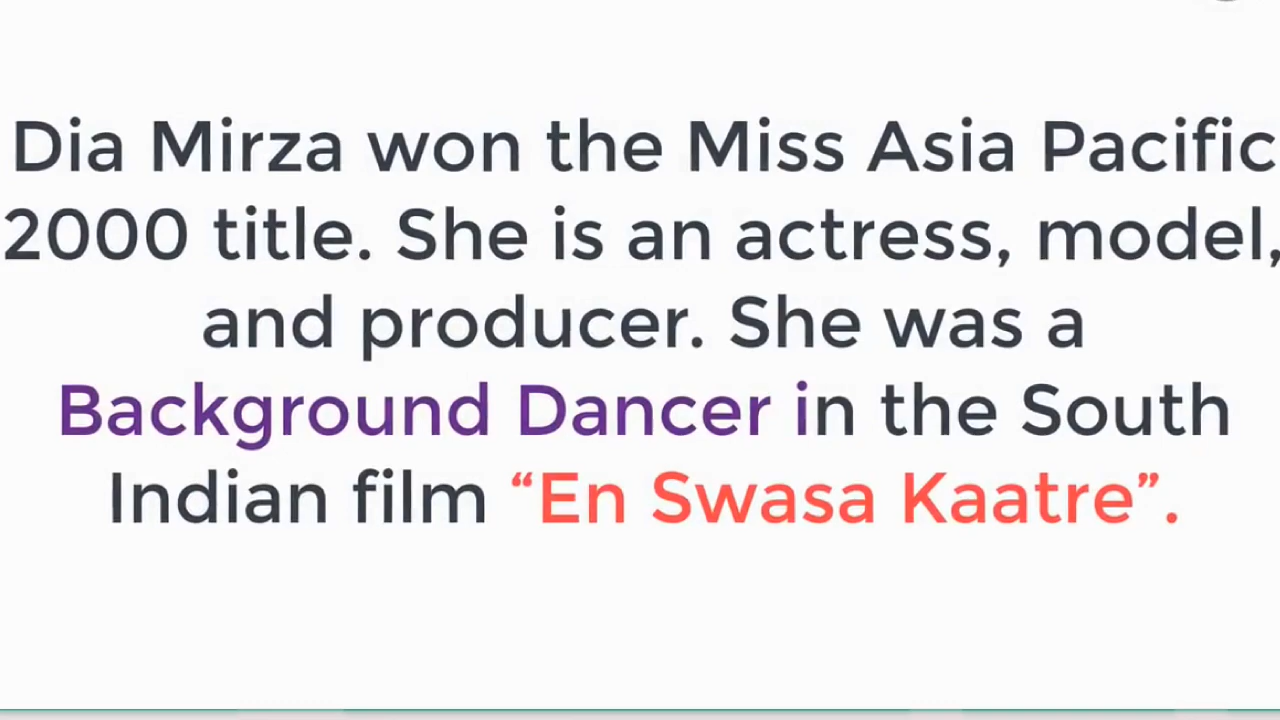 Dia Mirza won the Miss Asia Pacific
2000 title. She is an actress, model,
and producer. She was a
Background Dancer in the South
Indian film “En Swasa Kaatre”.